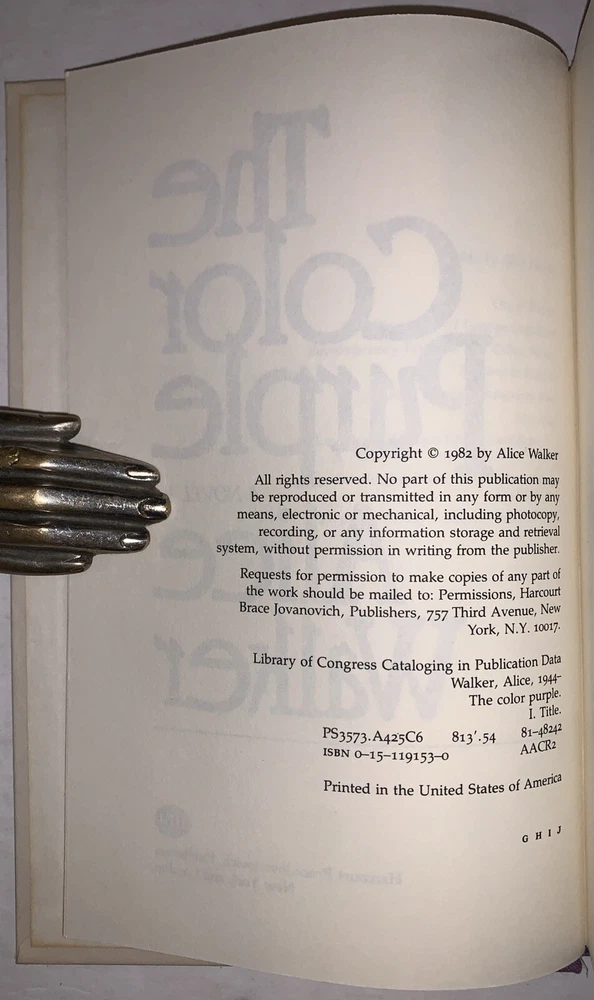 Copyright © 1982 by Alice Walker
All rights reserved. No part of this publication may
be reproduced or transmitted in any form or by any
means, electronic or mechanical, including photocopy,
recording, or any information storage and retrieval
system, without permission in writing from the publisher.
Requests for permission to make copies of any part of
the work should be mailed to: Permissions, Harcourt
Brace Jovanovich, Publishers, 757 Third Avenue, New
York, N.Y. 10017.
Library of Congress Cataloging in Publication Data
Walker, Alice, 1944–
The color purple.
I. Title.
PS3573.A425C6 813'.54 81–48242
ISBN 0–15–119153–0 AACR2
Printed in the United States of America
G H I J